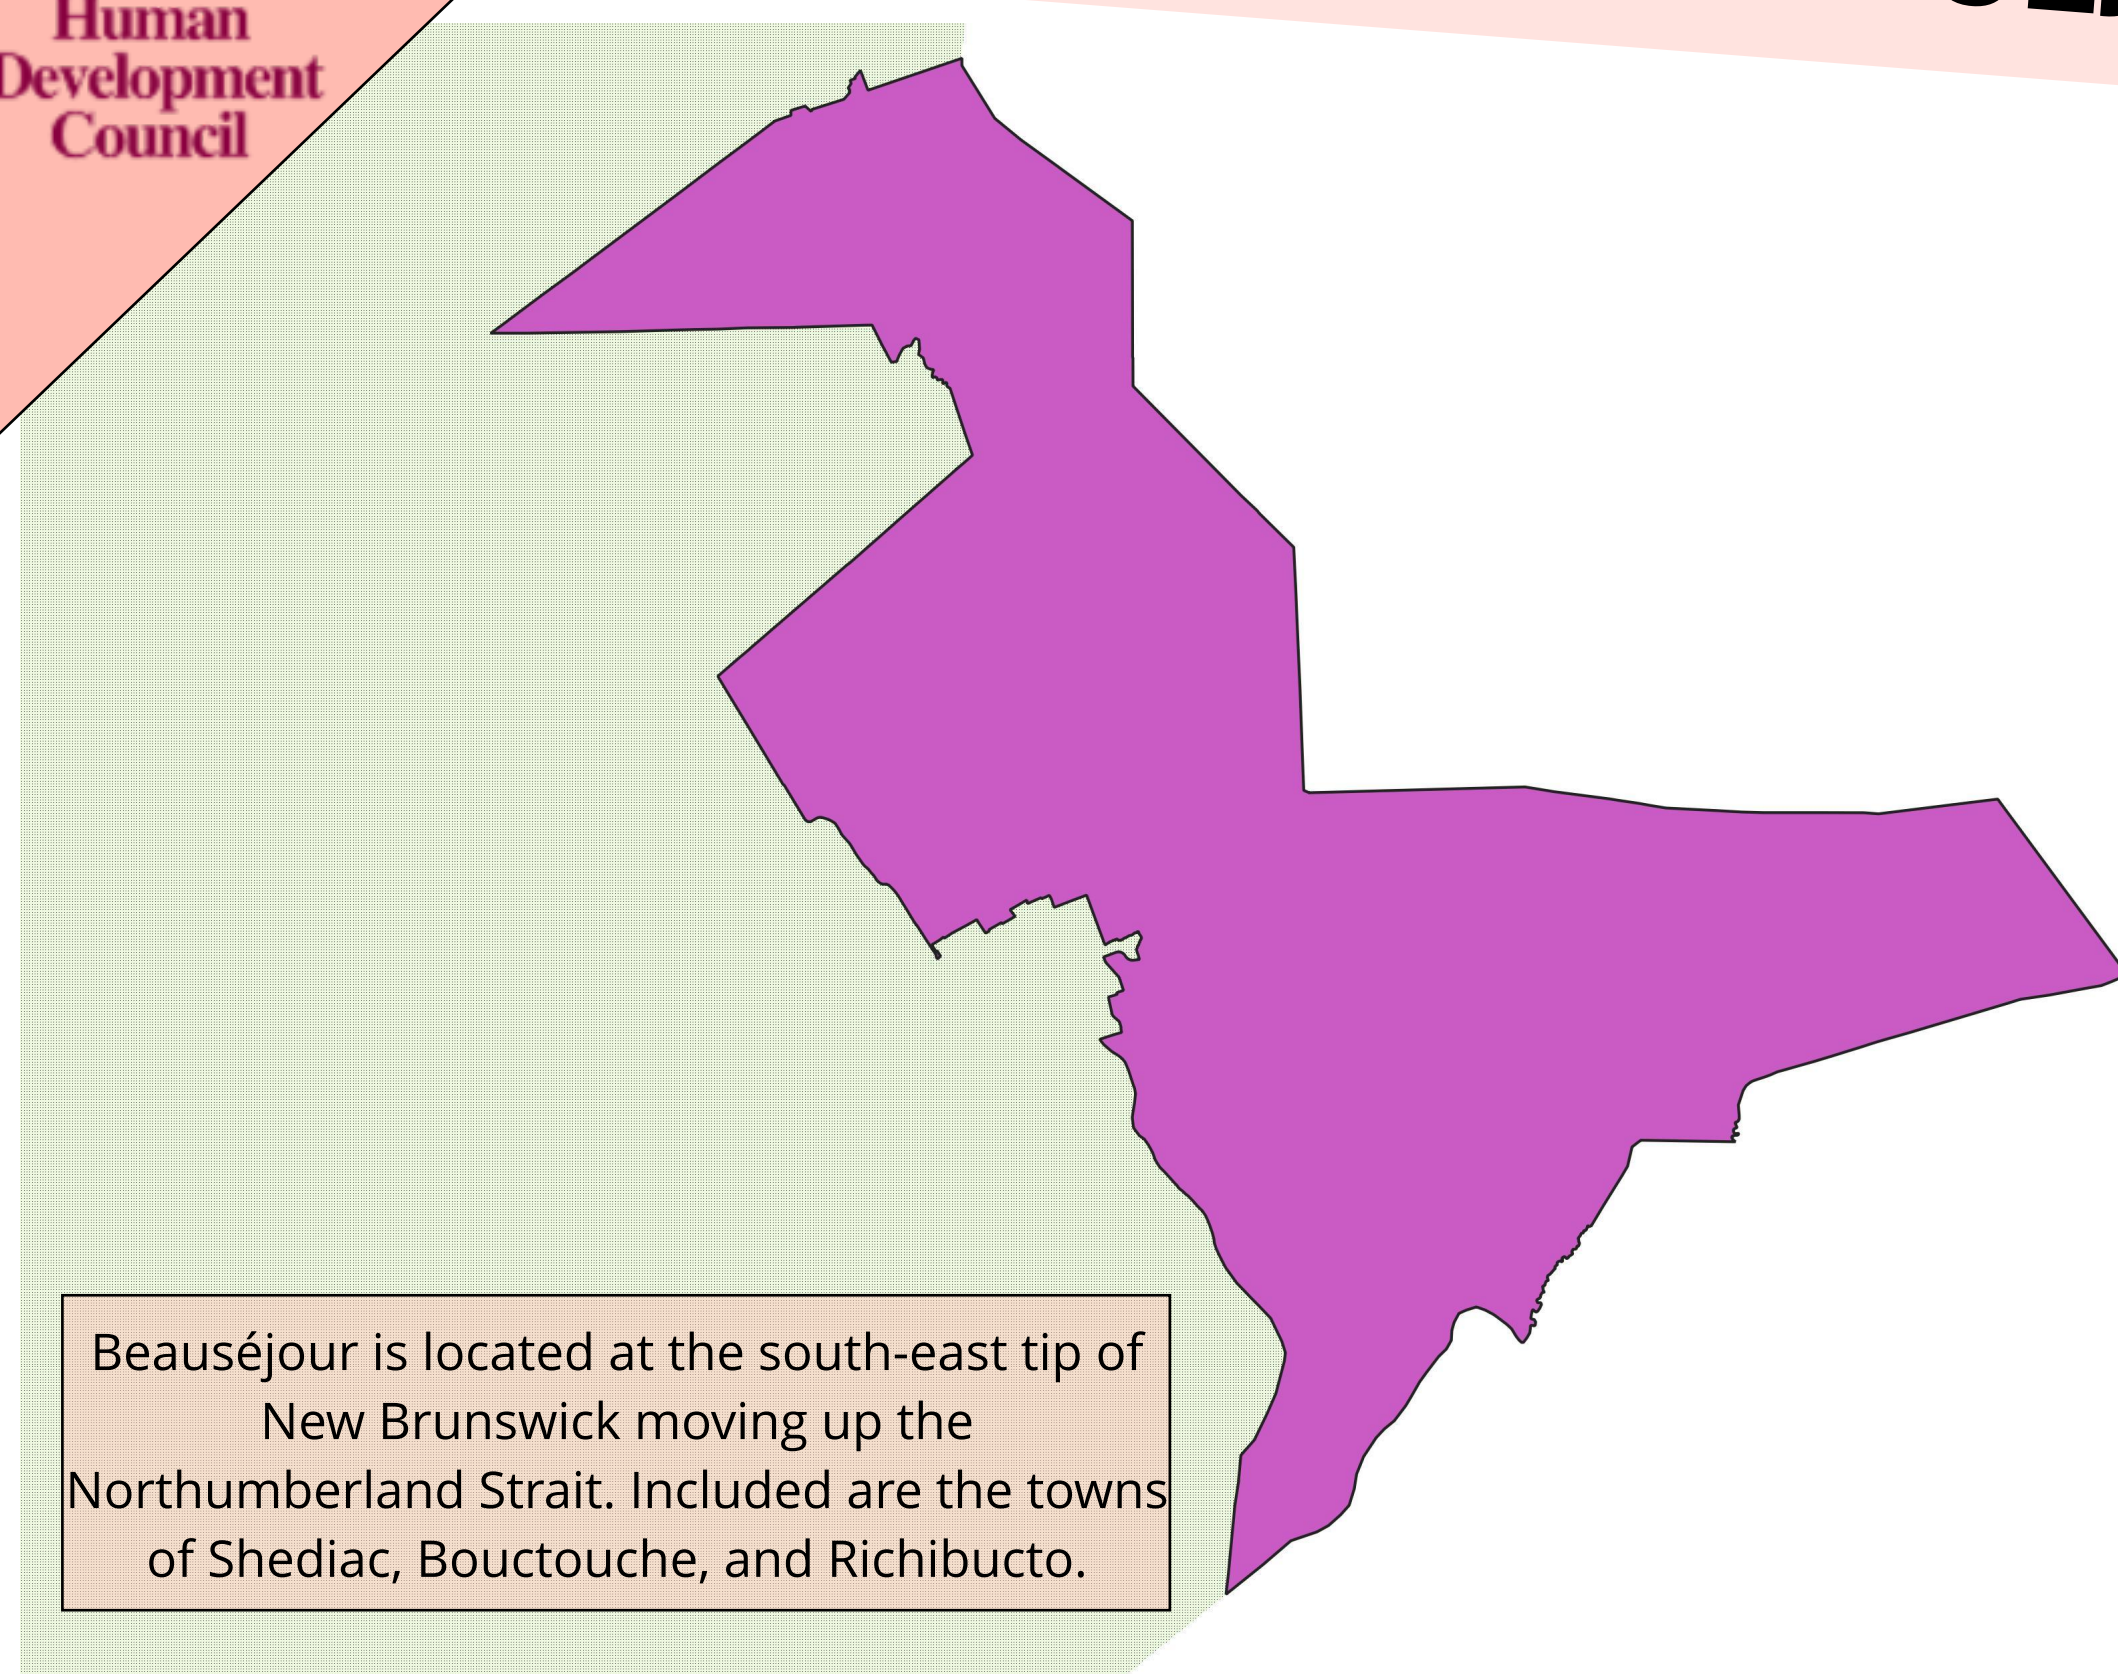 Human
Development
Council
Beauséjour is located at the south-east tip of
New Brunswick moving up the
Northumberland Strait. Included are the towns
of Shediac, Bouctouche, and Richibucto.